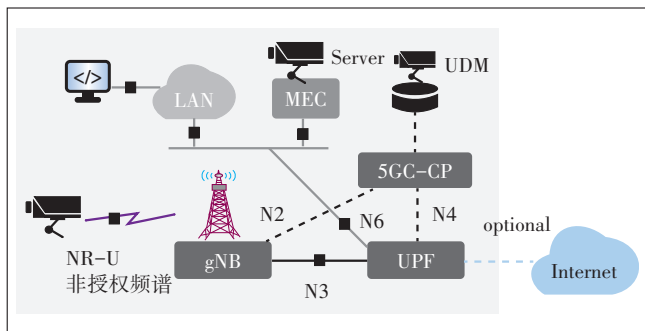 Server
UDM
</>
LAN
MEC
5GC-CP
N2
N6
N4
optional
NR-U
非授权频谱
gNB
N3
UPF
Internet